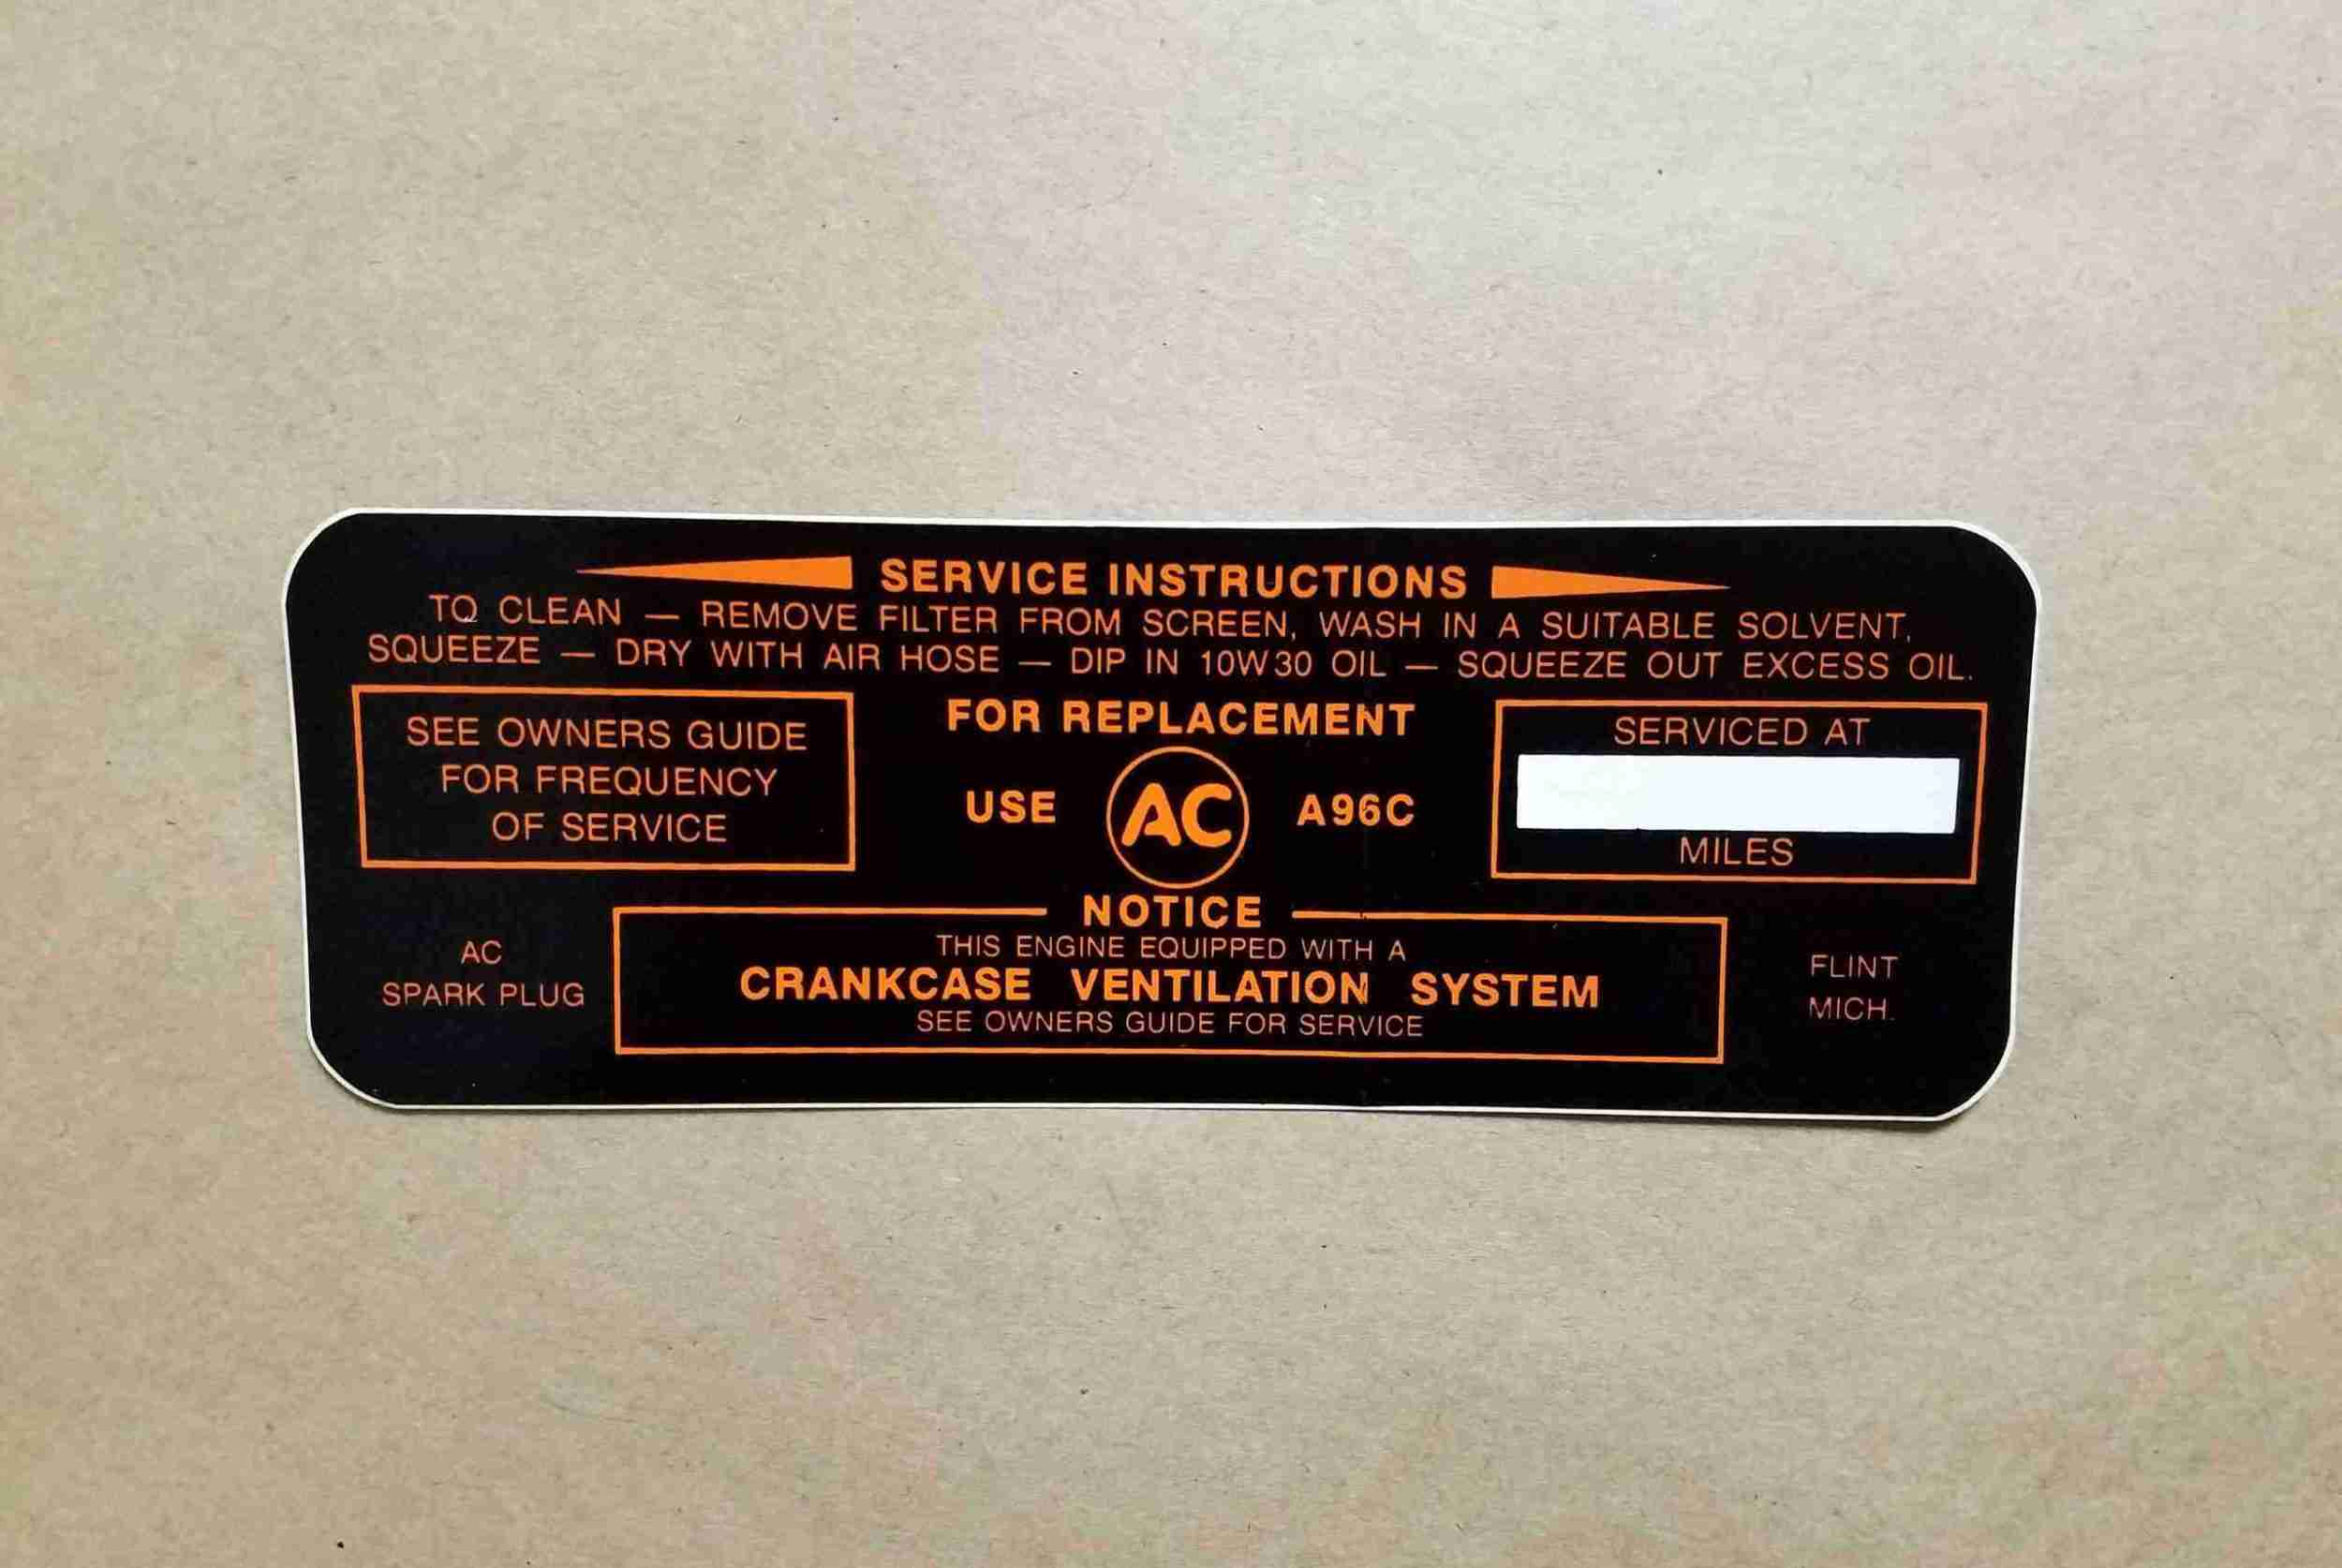 SERVICE INSTRUCTIONS
TO CLEAN — REMOVE FILTER FROM SCREEN, WASH IN A SUITABLE SOLVENT,
SQUEEZE — DRY WITH AIR HOSE — DIP IN 10W30 OIL — SQUEEZE OUT EXCESS OIL.
SEE OWNERS GUIDE
FOR FREQUENCY
OF SERVICE
FOR REPLACEMENT
USE AC A96C
SERVICED AT
MILES
AC
SPARK PLUG
NOTICE
THIS ENGINE EQUIPPED WITH A
CRANKCASE VENTILATION SYSTEM
SEE OWNERS GUIDE FOR SERVICE
FLINT
MICH.